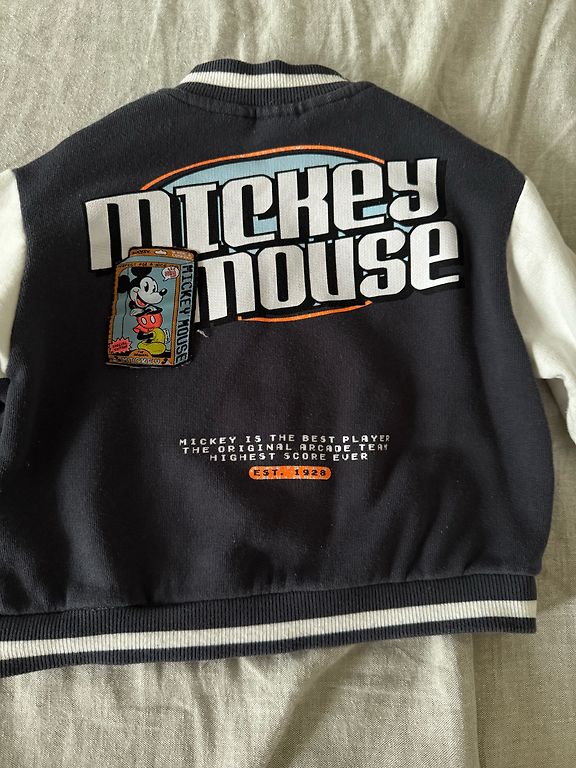 MICKEY
MOUSE
MICKEY MOUSE
MICKEY IS THE BEST PLAYER
THE ORIGINAL ARCADE TEAM
HIGHEST SCORE EVER
EST. 1928